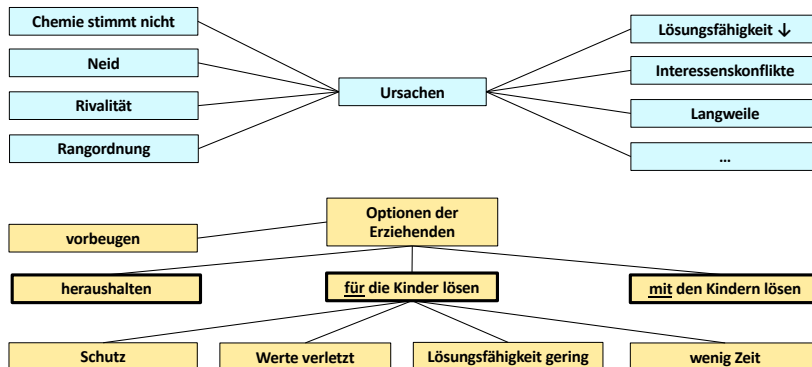 Chemie stimmt nicht
Neid
Rivalität
Rangordnung
Ursachen
Lösungsfähigkeit ↓
Interessenskonflikte
Langweile
...
Optionen der
Erziehenden
vorbeugen
heraushalten
für die Kinder lösen
mit den Kindern lösen
Schutz
Werte verletzt
Lösungsfähigkeit gering
wenig Zeit